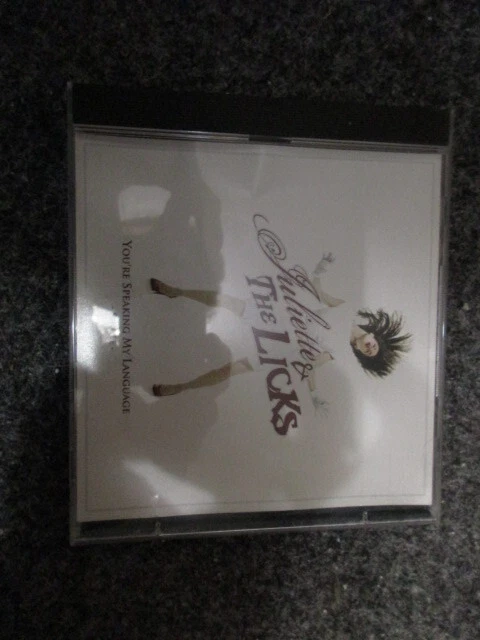 Juliette &
THE LICKS
YOU'RE SPEAKING MY LANGUAGE